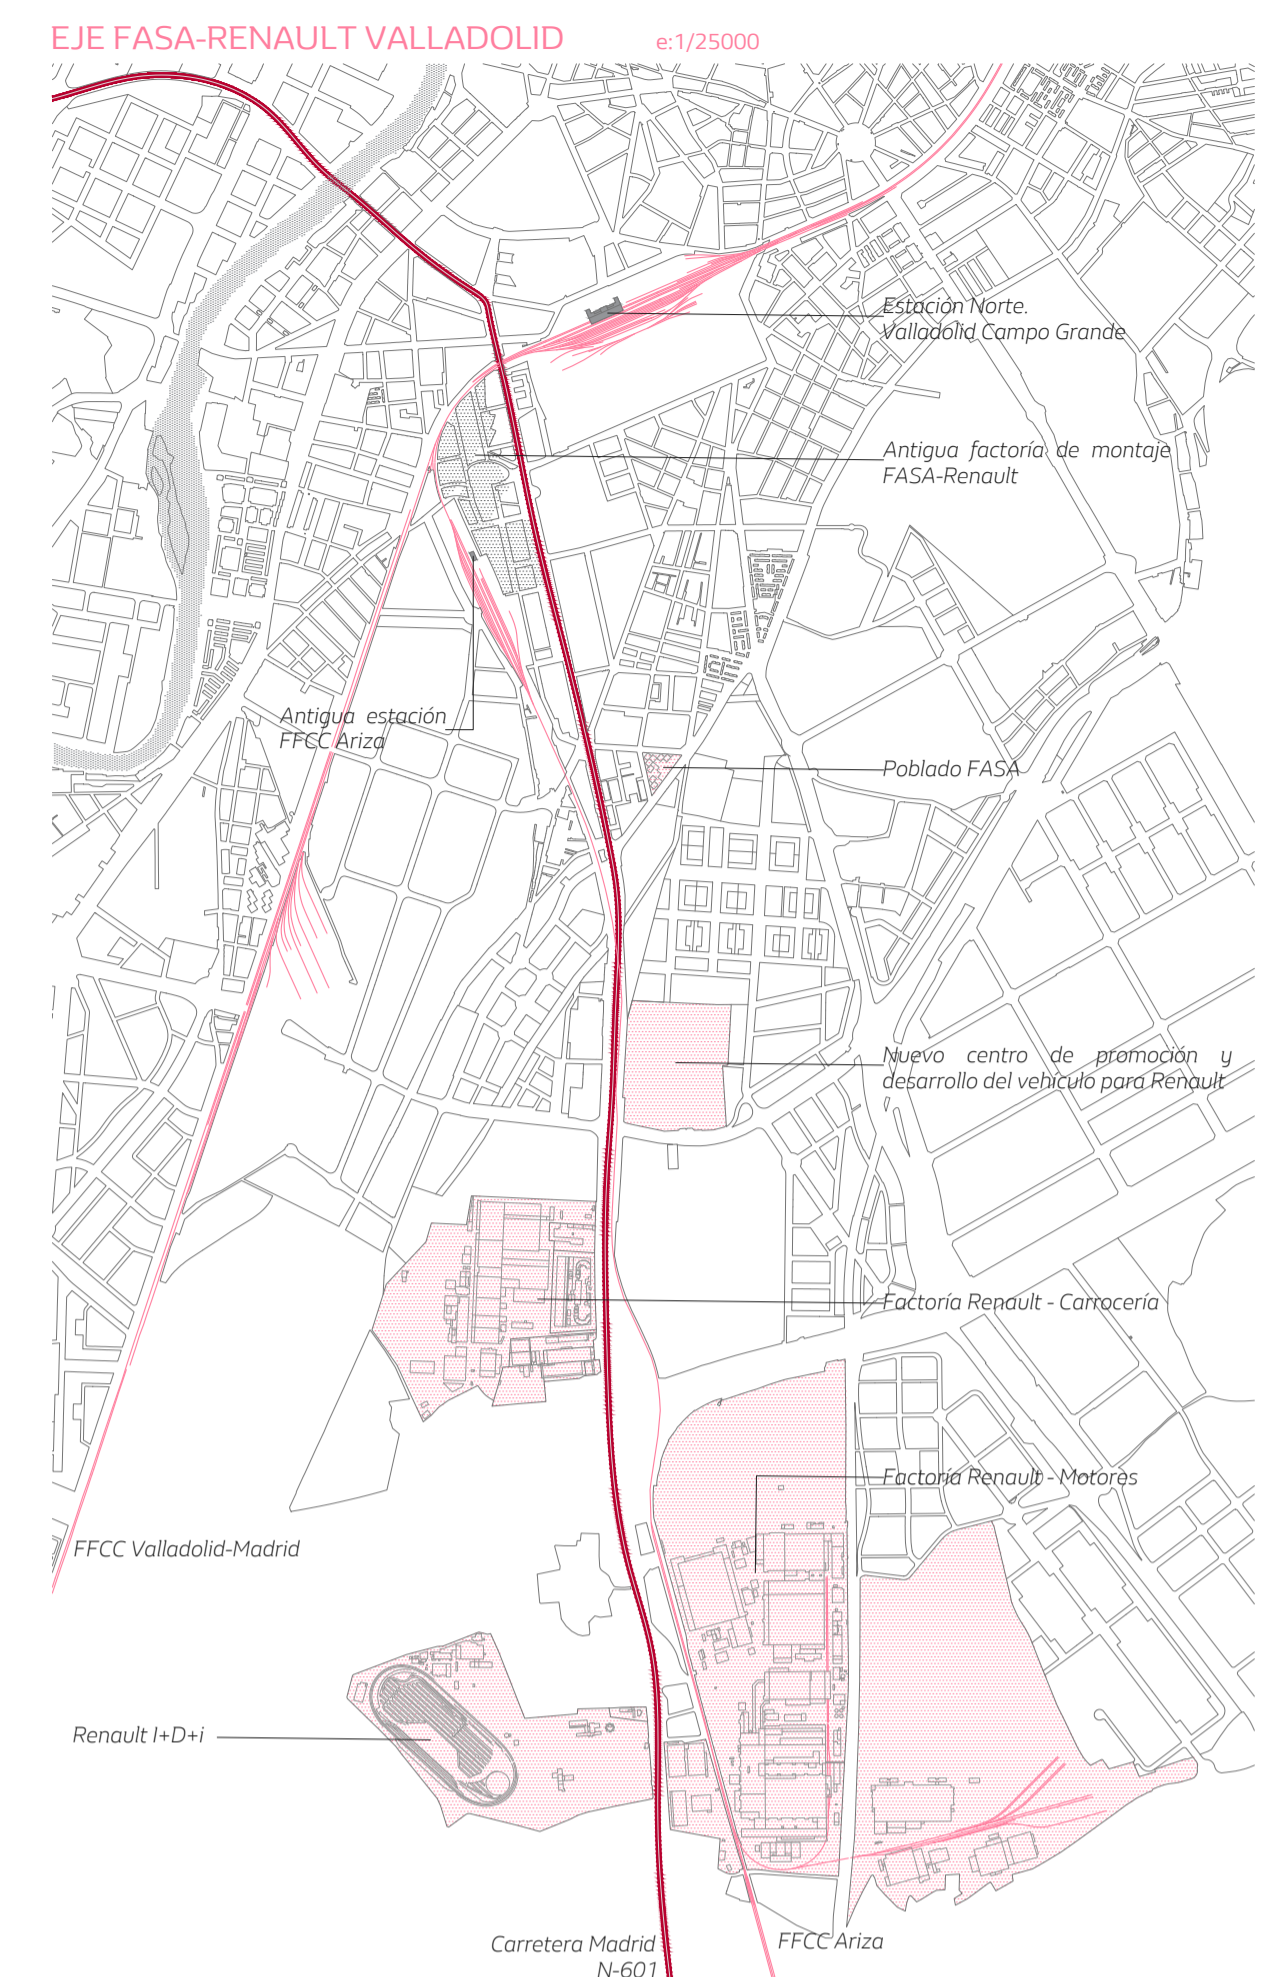 EJE FASA-RENAULT VALLADOLID e:1/25000
Estación Norte.
Valladolid Campo Grande
Antigua factoría de montaje
FASA-Renault
Antigua estación
FFCC Ariza
Poblado FASA
Nuevo centro de promoción y
desarrollo del vehículo para Renault
Factoría Renault - Carrocería
Factoría Renault - Motores
FFCC Valladolid-Madrid
Renault I+D+i
Carretera Madrid
N-601
FFCC Ariza